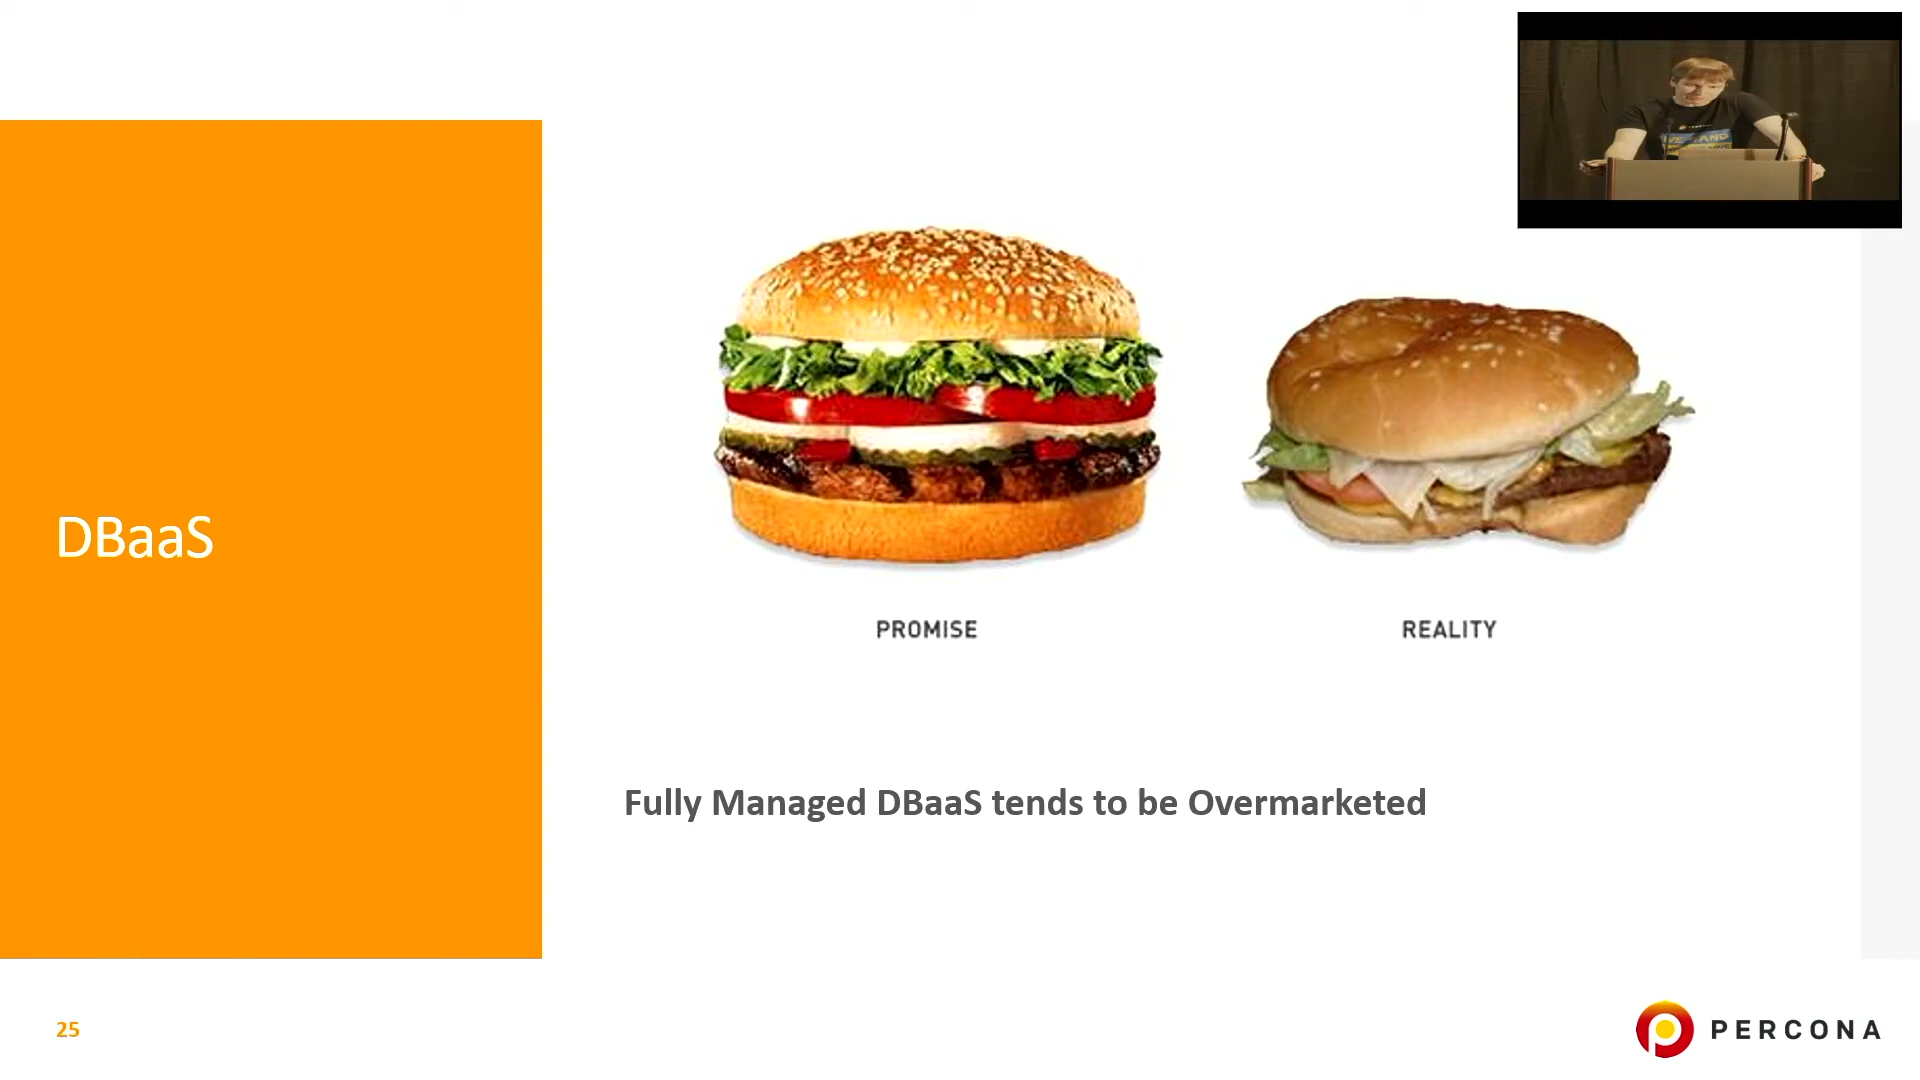 DBaaS
PROMISE
REALITY
Fully Managed DBaaS tends to be Overmarketed
25
PERCONA